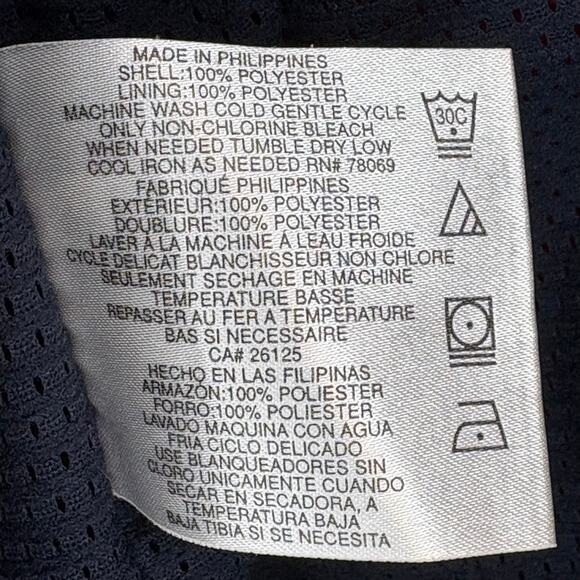 MADE IN PHILIPPINES
SHELL:100% POLYESTER
LINING:100% POLYESTER
MACHINE WASH COLD GENTLE CYCLE
ONLY NON-CHLORINE BLEACH
WHEN NEEDED TUMBLE DRY LOW
COOL IRON AS NEEDED RN# 78069
FABRIQUÉ PHILIPPINES
EXTÉRIEUR:100% POLYESTER
DOUBLURE:100% POLYESTER
LAVER A LA MACHINE A LEAU FROIDE
CYCLE DELICAT BLANCHISSEUR NON CHLORE
SEULEMENT SECHAGE EN MACHINE
TEMPERATURE BASSE
REPASSER AU FER A TEMPERATURE
BAS SI NECESSAIRE
CA# 26125
HECHO EN LAS FILIPINAS
ARMAZÓN:100% POLIESTER
FORRO:100% POLIESTER
LAVADO MAQUINA CON AGUA
FRIA CICLO DELICADO
USE BLANQUEADORES SIN
CLORO UNICAMENTE CUANDO
SECAR EN SECADORA, A
TEMPERATURA BAJA
BAJA TIBIA SI SE NECESITA
30C